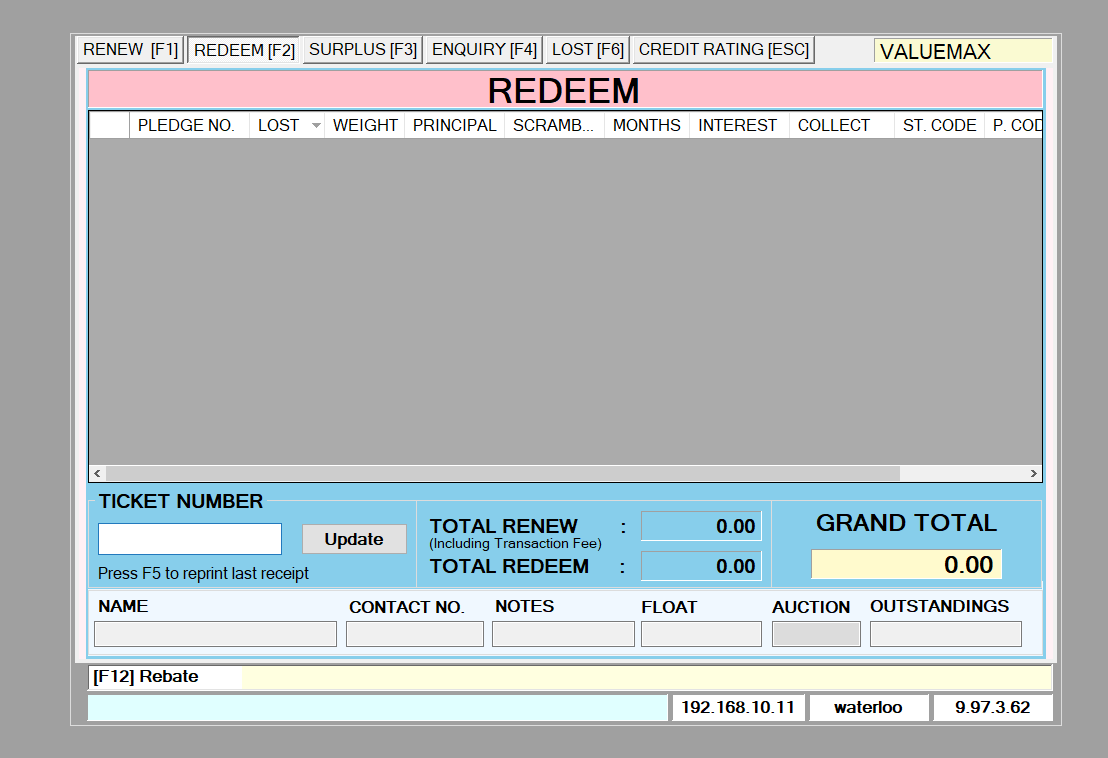 RENEW [F1] REDEEM [F2] SURPLUS [F3] ENQUIRY [F4] LOST [F6] CREDIT RATING [ESC] VALUEMAX
REDEEM
PLEDGE NO. LOST WEIGHT PRINCIPAL SCRAMB... MONTHS INTEREST COLLECT ST. CODE P. COD
TICKET NUMBER
Update
Press F5 to reprint last receipt
TOTAL RENEW : 0.00
(Including Transaction Fee)
TOTAL REDEEM : 0.00
GRAND TOTAL
0.00
NAME CONTACT NO. NOTES FLOAT AUCTION OUTSTANDINGS
[F12] Rebate
192.168.10.11 waterloo 9.97.3.62